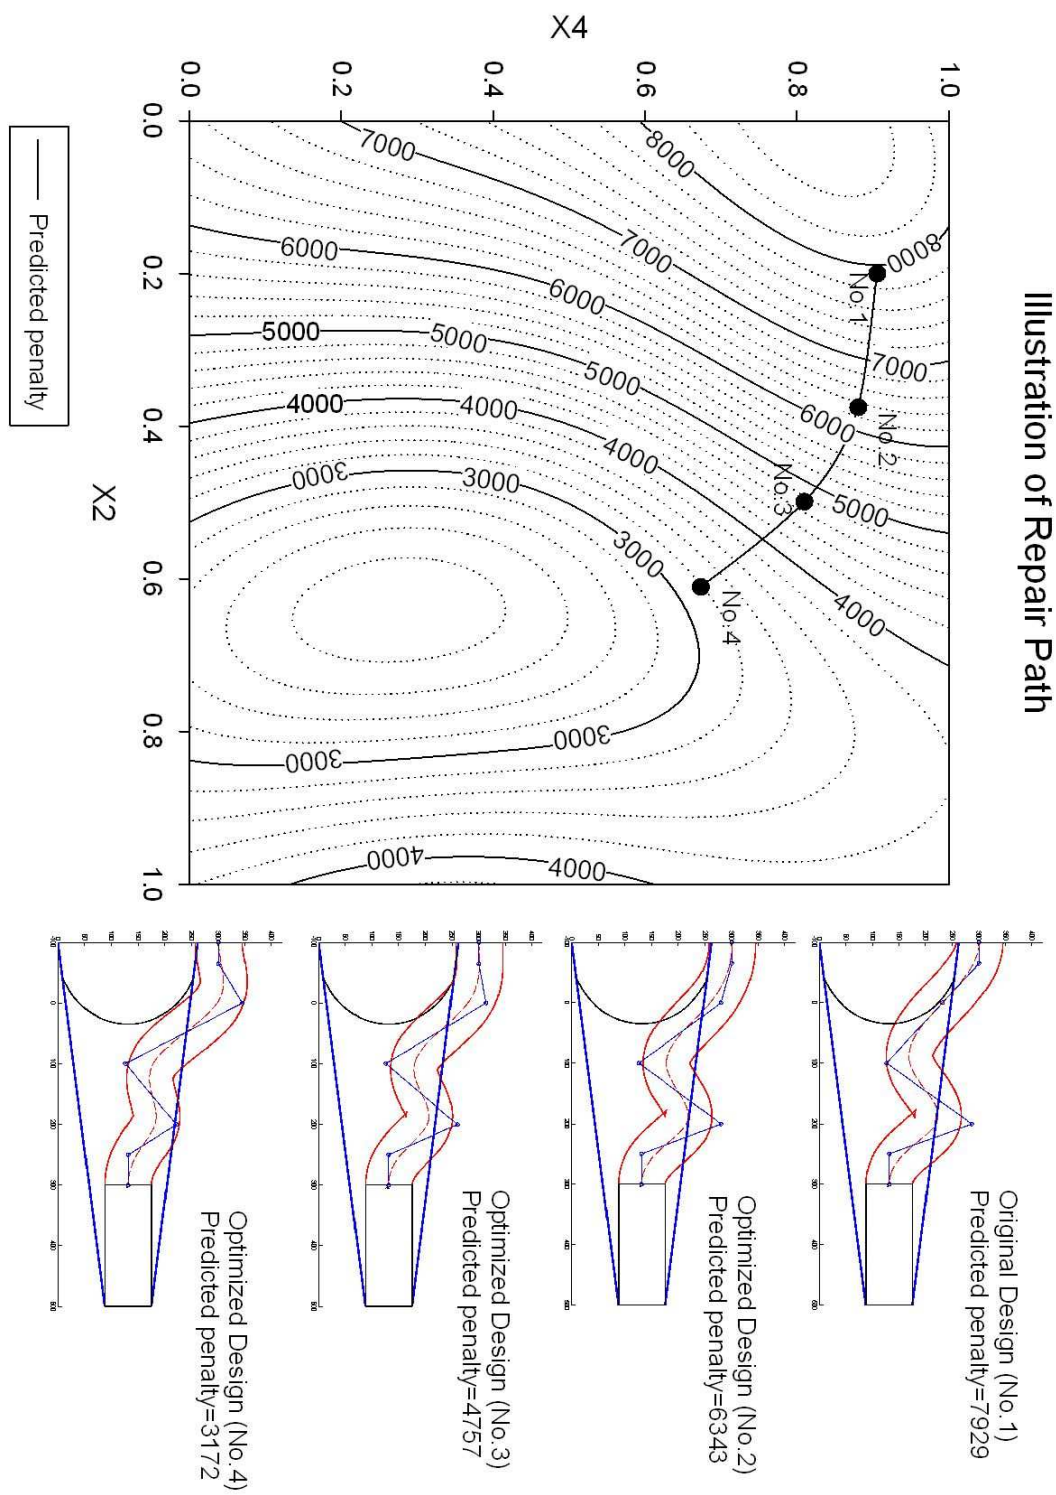 Illustration of Repair Path
X4
1.0
0.8
0.6
0.4
0.2
0.0
0.0
0.2
0.4
0.6
0.8
1.0
X2
Predicted penalty
8000
8000
7000
7000
7000
6000
6000
6000
5000
5000
5000
5000
4000
4000
4000
4000
3000
3000
3000
3000
3000
4000
4000
No.1
No.2
No.3
No.4
Original Design (No.1)
Predicted penalty=7929
Optimized Design (No.2)
Predicted penalty=6343
Optimized Design (No.3)
Predicted penalty=4757
Optimized Design (No.4)
Predicted penalty=3172